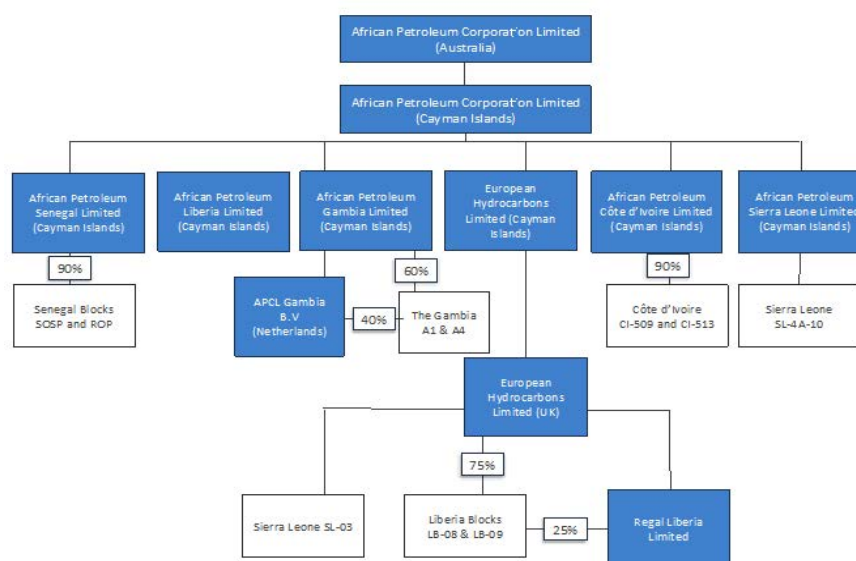 African Petroleum Corporat'on Limited
(Australia)
African Petroleum Corporat'on Limited
(Cayman Islands)
African Petroleum
Senegal Limited
(Cayman Islands)
African Petroleum
Liberia Limited
(Cayman Islands)
African Petroleum
Gambia Limited
(Cayman Islands)
European
Hydrocarbons
Limited (Cayman
Islands)
African Petroleum
Côte d'Ivoire Limited
(Cayman Islands)
African Petroleum
Sierra Leone Limited
(Cayman Islands)
90%
60%
90%
Senegal Blocks
SOSP and ROP
APCL Gambia
B.V
(Netherlands)
40%
The Gambia
A1 & A4
Côte d'Ivoire
CI-509 and CI-513
Sierra Leone
SL-4A-10
European
Hydrocarbons
Limited (UK)
75%
Sierra Leone SL-03
Liberia Blocks
LB-08 & LB-09
25%
Regal Liberia
Limited